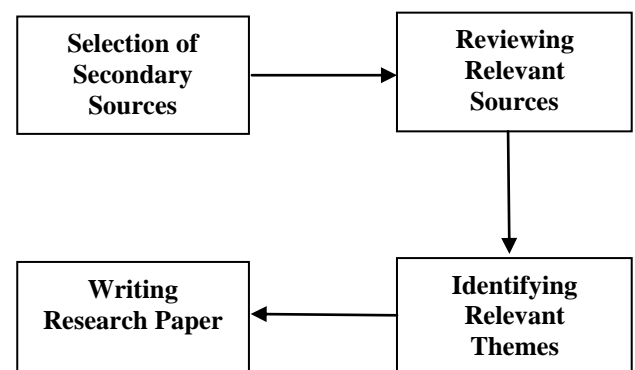 Selection of
Secondary
Sources
Reviewing
Relevant
Sources
Identifying
Relevant
Themes
Writing
Research Paper